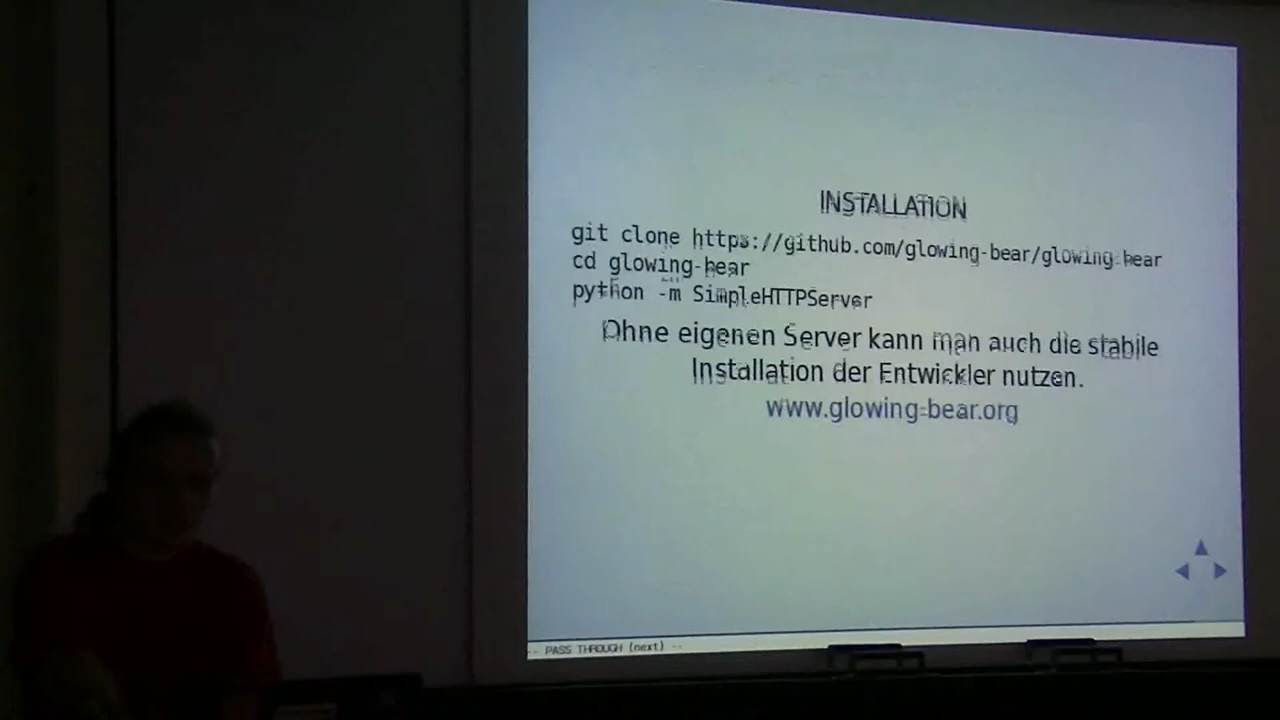 INSTALLATION
git clone https://github.com/glowing-bear/glowing-bear
cd glowing-bear
python -m SimpleHTTPServer
Ohne eigenen Server kann man auch die stabile
Installation der Entwickler nutzen.
www.glowing-bear.org
-- PASS THROUGH (next) --